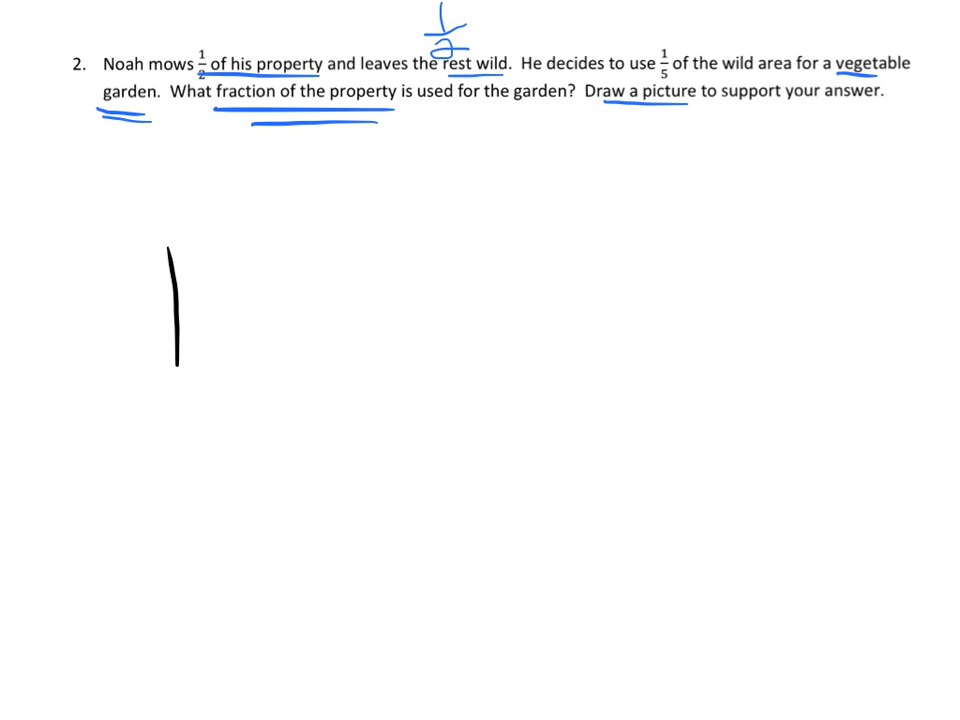 1/2
2. Noah mows 1/2 of his property and leaves the rest wild. He decides to use 1/5 of the wild area for a vegetable
garden. What fraction of the property is used for the garden? Draw a picture to support your answer.